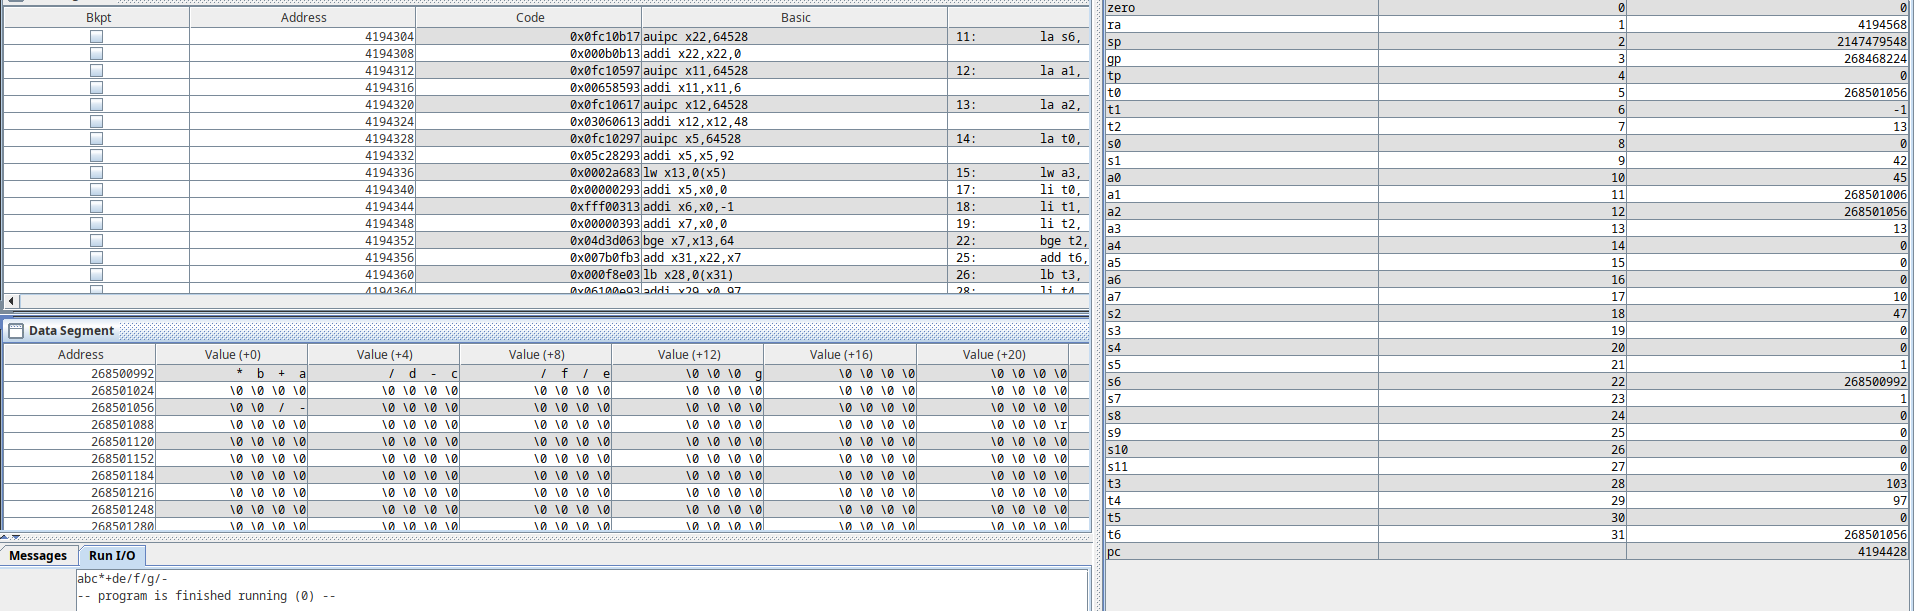 Bkpt Address Code Basic
4194304 0x0fc10b17 auipc x22,64528 11: la s6,
4194308 0x000b0b13 addi x22,x22,0
4194312 0x0fc10597 auipc x11,64528 12: la a1,
4194316 0x00658593 addi x11,x11,6
4194320 0x0fc10617 auipc x12,64528 13: la a2,
4194324 0x03060613 addi x12,x12,48
4194328 0x0fc10297 auipc x5,64528 14: la t0,
4194332 0x05c28293 addi x5,x5,92
4194336 0x0002a683 lw x13,0(x5) 15: lw a3,
4194340 0x00000293 addi x5,x0,0 17: li t0,
4194344 0xfff00313 addi x6,x0,-1 18: li t1,
4194348 0x00000393 addi x7,x0,0 19: li t2,
4194352 0x04d3d063 bge x7,x13,64 22: bge t2,
4194356 0x007b0fb3 add x31,x22,x7 25: add t6,
4194360 0x000f8e03 lb x28,0(x31) 26: lb t3,
4194364 0x06100e93 addi x29,x0,97 28: li t4,
Data Segment
Address Value (+0) Value (+4) Value (+8) Value (+12) Value (+16) Value (+20)
268500992 * b + a / d - c / f / e \0 \0 \0 g \0 \0 \0 \0 \0 \0 \0 \0
268501024 \0 \0 \0 \0 \0 \0 \0 \0 \0 \0 \0 \0 \0 \0 \0 \0 \0 \0 \0 \0 \0 \0 \0 \0
268501056 \0 \0 / - \0 \0 \0 \0 \0 \0 \0 \0 \0 \0 \0 \0 \0 \0 \0 \0 \0 \0 \0 \0
268501088 \0 \0 \0 \0 \0 \0 \0 \0 \0 \0 \0 \0 \0 \0 \0 \0 \0 \0 \0 \0 \0 \0 \0 \r
268501120 \0 \0 \0 \0 \0 \0 \0 \0 \0 \0 \0 \0 \0 \0 \0 \0 \0 \0 \0 \0 \0 \0 \0 \0
268501152 \0 \0 \0 \0 \0 \0 \0 \0 \0 \0 \0 \0 \0 \0 \0 \0 \0 \0 \0 \0 \0 \0 \0 \0
268501184 \0 \0 \0 \0 \0 \0 \0 \0 \0 \0 \0 \0 \0 \0 \0 \0 \0 \0 \0 \0 \0 \0 \0 \0
268501216 \0 \0 \0 \0 \0 \0 \0 \0 \0 \0 \0 \0 \0 \0 \0 \0 \0 \0 \0 \0 \0 \0 \0 \0
268501248 \0 \0 \0 \0 \0 \0 \0 \0 \0 \0 \0 \0 \0 \0 \0 \0 \0 \0 \0 \0 \0 \0 \0 \0
268501280 \0 \0 \0 \0 \0 \0 \0 \0 \0 \0 \0 \0 \0 \0 \0 \0 \0 \0 \0 \0 \0 \0 \0 \0
Messages Run I/O
abc*+de/f/g/-
-- program is finished running (0) --
zero 0 0
ra 1 4194568
sp 2 2147479548
gp 3 268468224
tp 4 0
t0 5 268501056
t1 6 -1
t2 7 13
s0 8 0
s1 9 42
a0 10 45
a1 11 268501006
a2 12 268501056
a3 13 13
a4 14 0
a5 15 0
a6 16 0
a7 17 10
s2 18 47
s3 19 0
s4 20 0
s5 21 1
s6 22 268500992
s7 23 1
s8 24 0
s9 25 0
s10 26 0
s11 27 0
t3 28 103
t4 29 97
t5 30 0
t6 31 268501056
pc 4194428